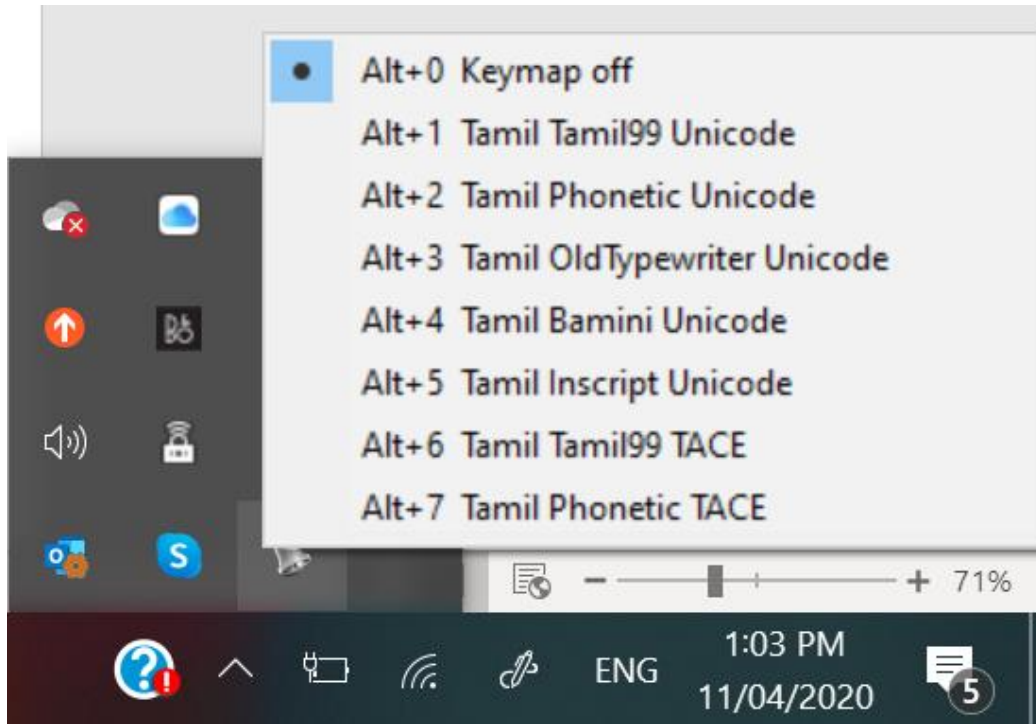 Alt+0 Keymap off
Alt+1 Tamil Tamil99 Unicode
Alt+2 Tamil Phonetic Unicode
Alt+3 Tamil OldTypewriter Unicode
Alt+4 Tamil Bamini Unicode
Alt+5 Tamil Inscript Unicode
Alt+6 Tamil Tamil99 TACE
Alt+7 Tamil Phonetic TACE
71%
ENG
1:03 PM
11/04/2020
5